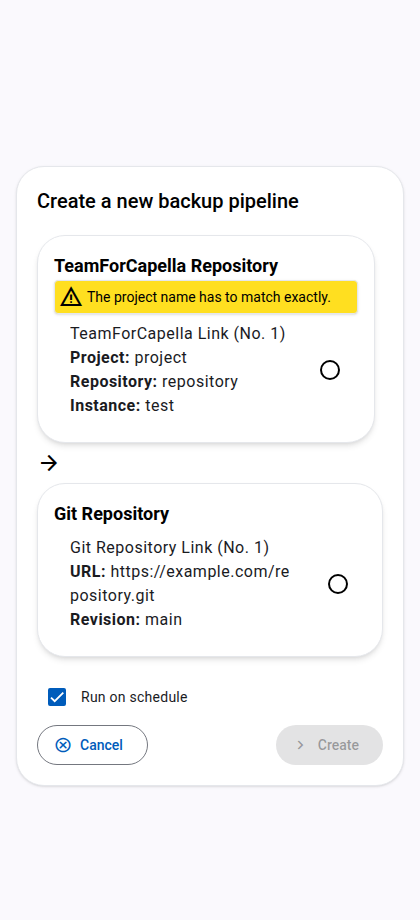 Create a new backup pipeline
TeamForCapella Repository
The project name has to match exactly.
TeamForCapella Link (No. 1)
Project: project
Repository: repository
Instance: test
Git Repository
Git Repository Link (No. 1)
URL: https://example.com/re
pository.git
Revision: main
Run on schedule
Cancel
Create